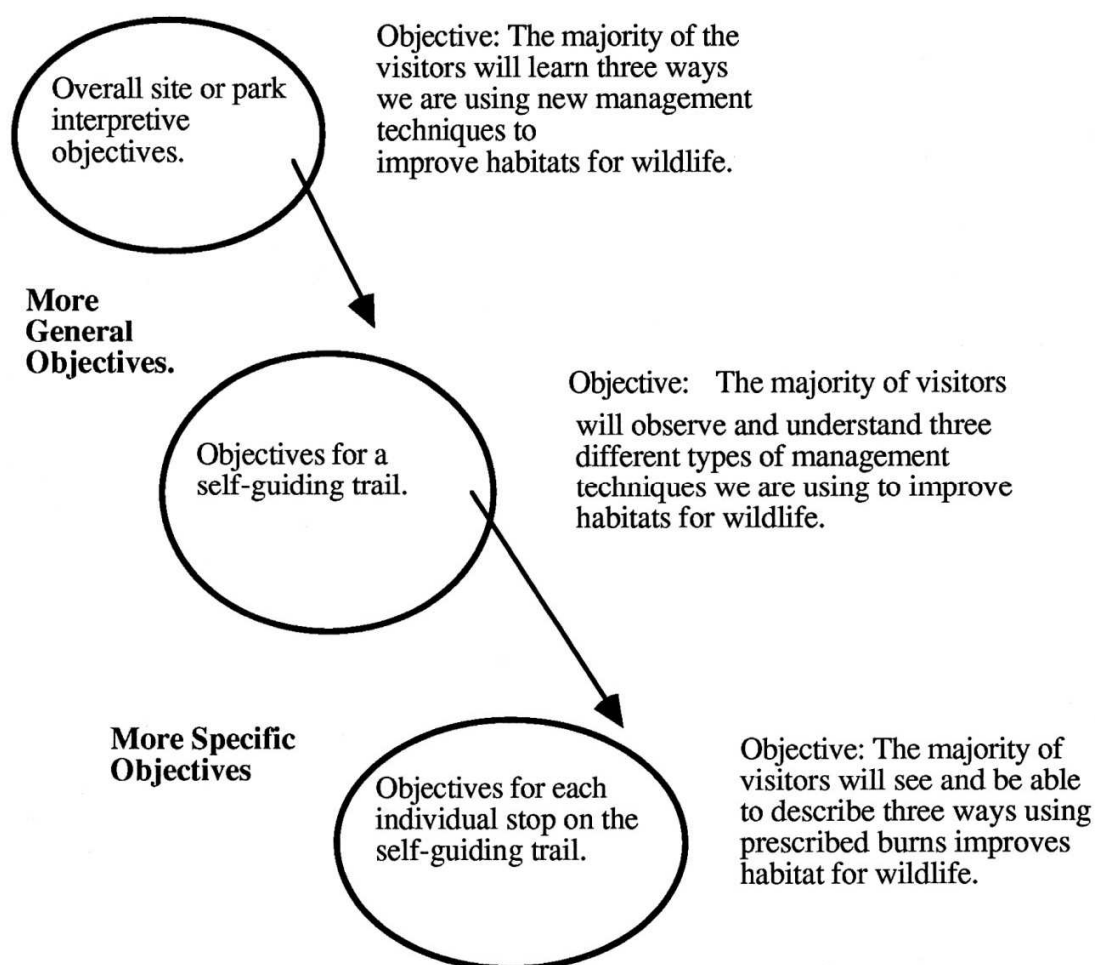 Overall site or park
interpretive
objectives.
Objective: The majority of the
visitors will learn three ways
we are using new management
techniques to
improve habitats for wildlife.
More
General
Objectives.
Objectives for a
self-guiding trail.
Objective: The majority of visitors
will observe and understand three
different types of management
techniques we are using to improve
habitats for wildlife.
More Specific
Objectives
Objectives for each
individual stop on the
self-guiding trail.
Objective: The majority of
visitors will see and be able
to describe three ways using
prescribed burns improves
habitat for wildlife.